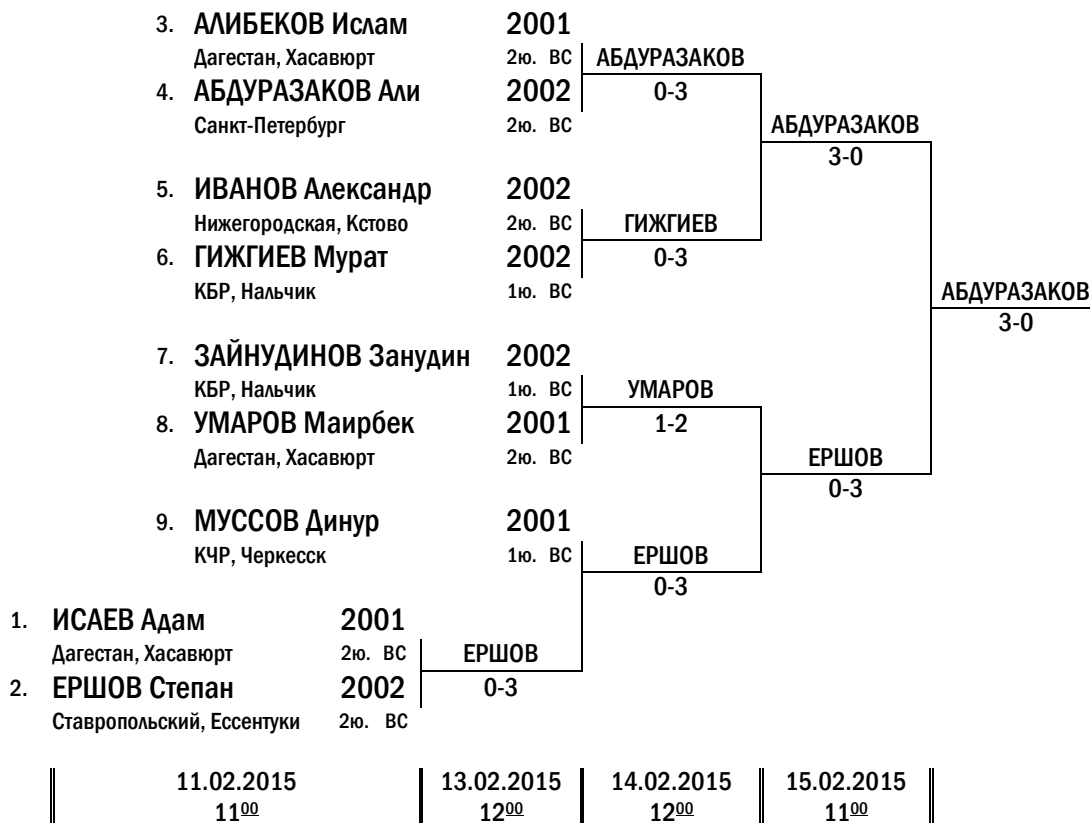 3. АЛИБЕКОВ Ислам 2001
Дагестан, Хасавюрт 2ю. ВС АБДУРАЗАКОВ
4. АБДУРАЗАКОВ Али 2002 0-3
Санкт-Петербург 2ю. ВС АБДУРАЗАКОВ
3-0
5. ИВАНОВ Александр 2002
Нижегородская, Кстово 2ю. ВС ГИЖГИЕВ
6. ГИЖГИЕВ Мурат 2002 0-3
КБР, Нальчик 1ю. ВС АБДУРАЗАКОВ
3-0
7. ЗАЙНУДИНОВ Занудин 2002
КБР, Нальчик 1ю. ВС УМАРОВ
8. УМАРОВ Маирбек 2001 1-2
Дагестан, Хасавюрт 2ю. ВС ЕРШОВ
0-3
9. МУССОВ Динур 2001
КЧР, Черкесск 1ю. ВС ЕРШОВ
0-3
1. ИСАЕВ Адам 2001
Дагестан, Хасавюрт 2ю. ВС ЕРШОВ
2. ЕРШОВ Степан 2002 0-3
Ставропольский, Ессентуки 2ю. ВС
11.02.2015 13.02.2015 14.02.2015 15.02.2015
1100 1200 1200 1100